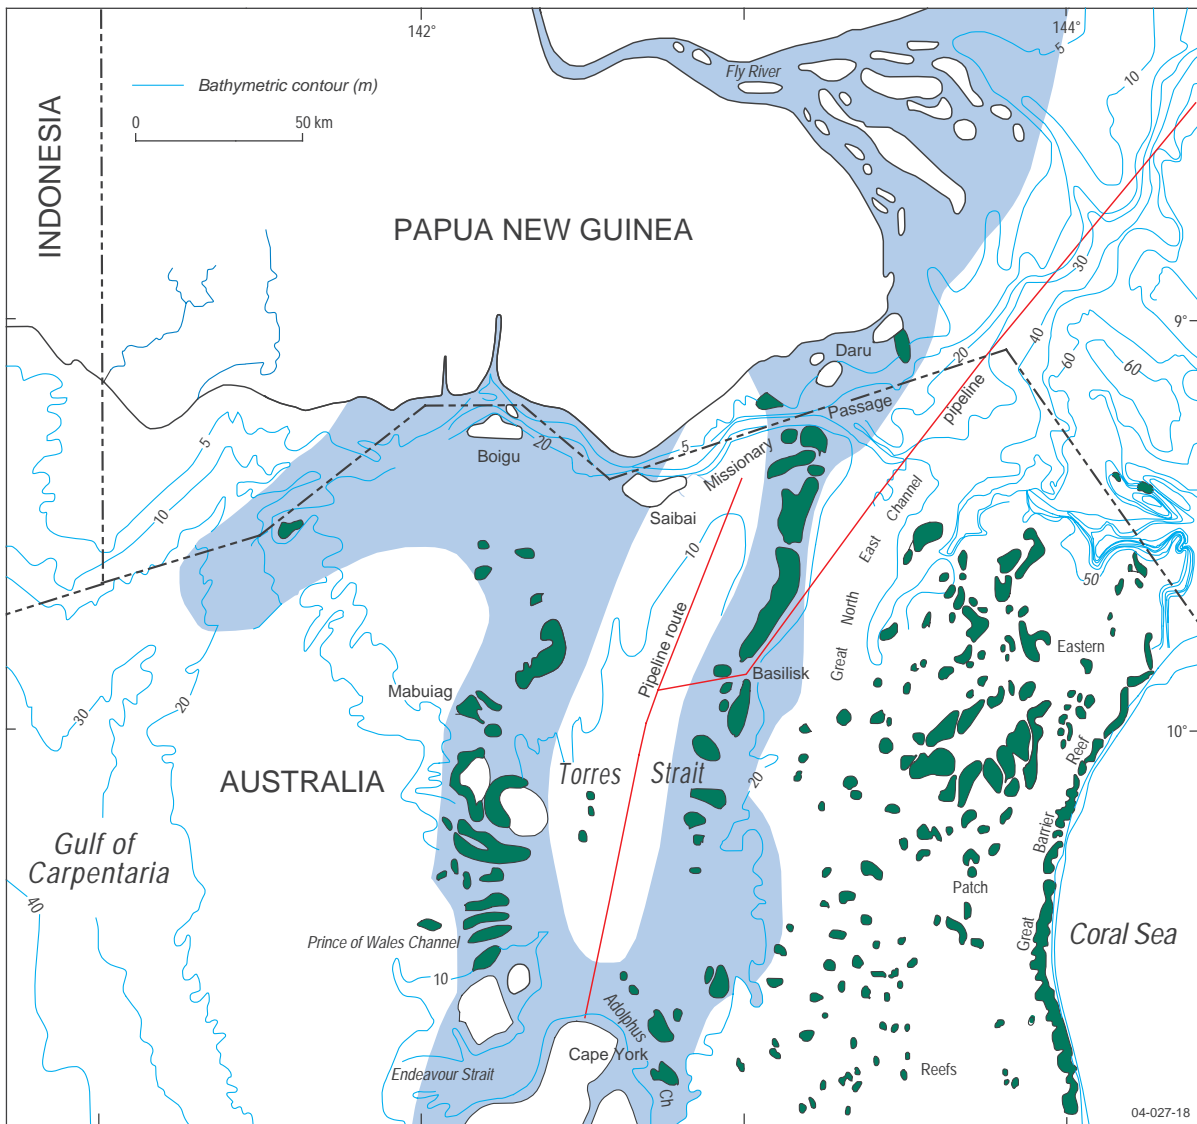 142°
144°
5
10
Fly River
Bathymetric contour (m)
0
50 km
INDONESIA
PAPUA NEW GUINEA
30
9°
40
20
60
60
Daru
Passage
pipeline
5
20
5
Missionary
Boigu
10
Saibai
Channel
East
10
50
North
Great
Pipeline route
Eastern
Basilisk
Mabuiag
20
30
10°
Reef
Torres Strait
20
AUSTRALIA
Gulf of
Carpentaria
Barrier
40
Patch
Great
Coral Sea
Prince of Wales Channel
10
Adolphus
Cape York
Endeavour Strait
Ch
Reefs
04-027-18